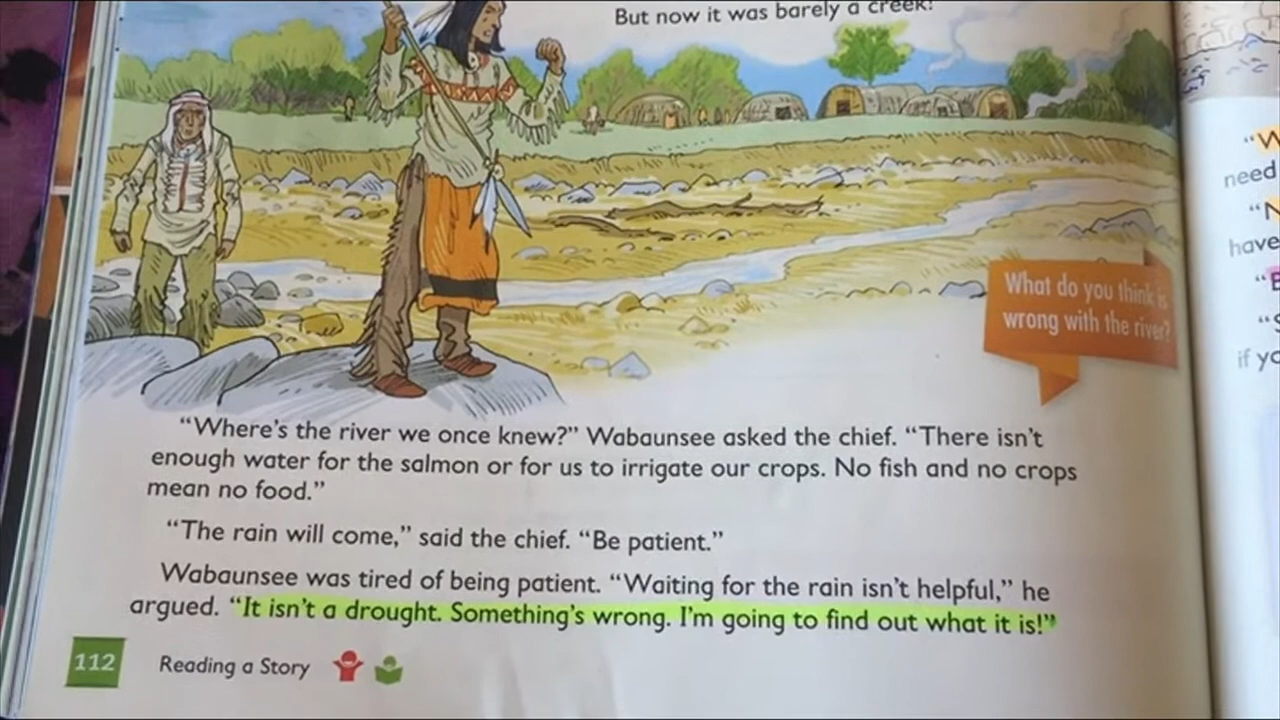 But now it was barely a creek!
What do you think is
wrong with the river?
“Where’s the river we once knew?” Wabaunsee asked the chief. “There isn’t
enough water for the salmon or for us to irrigate our crops. No fish and no crops
mean no food.”
“The rain will come,” said the chief. “Be patient.”
Wabaunsee was tired of being patient. “Waiting for the rain isn’t helpful,” he
argued. “It isn’t a drought. Something’s wrong. I’m going to find out what it is!”
112 Reading a Story
need
have